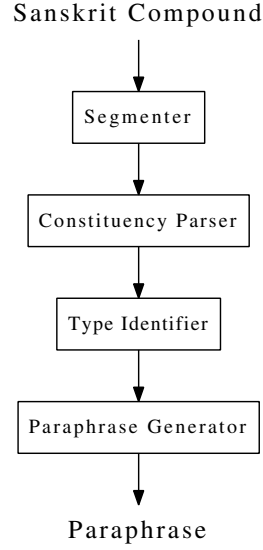 Sanskrit Compound
Segmenter
Constituency Parser
Type Identifier
Paraphrase Generator
Paraphrase